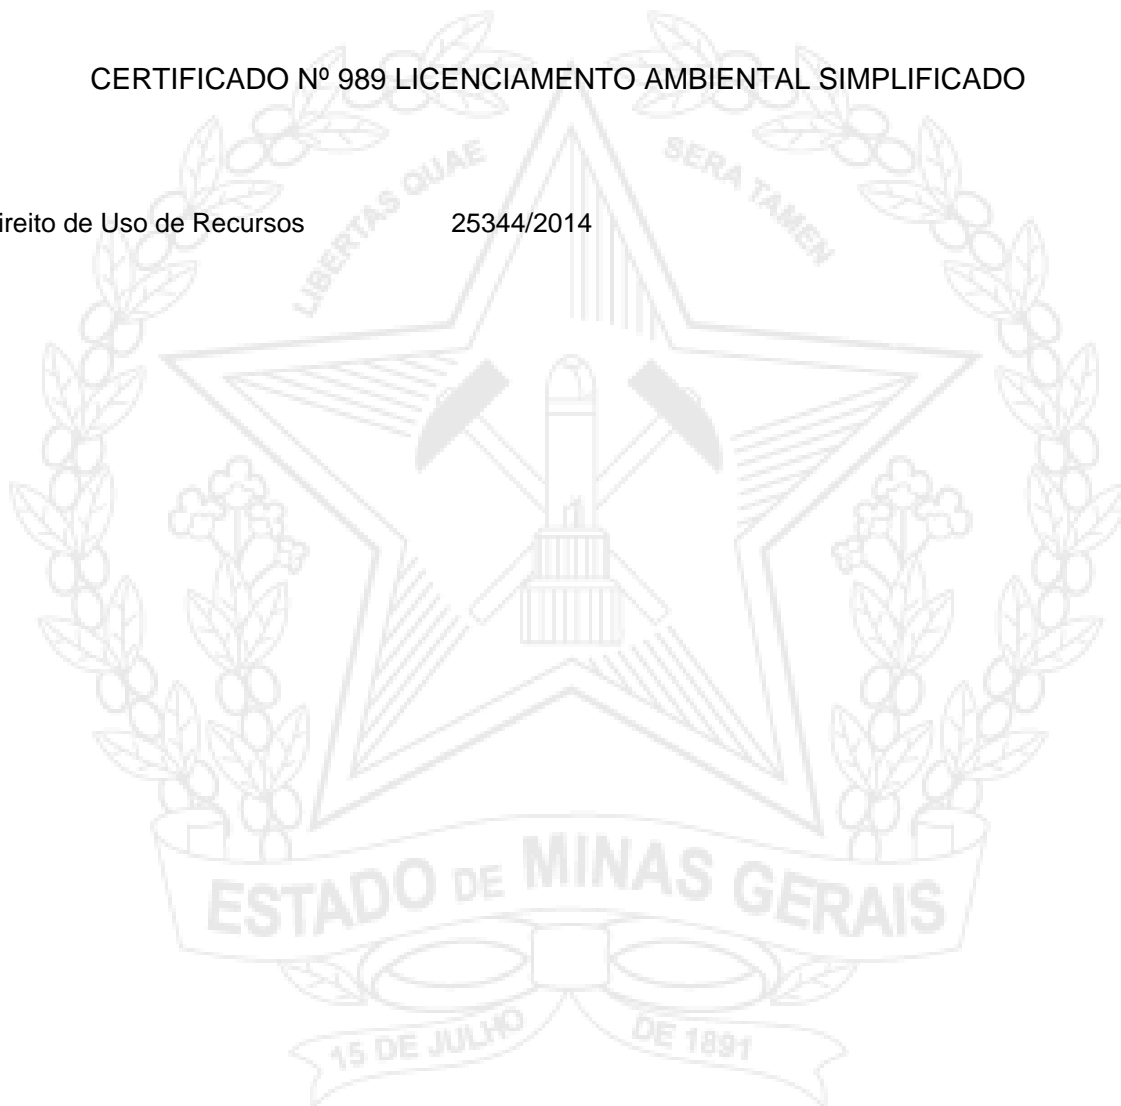 CERTIFICADO Nº 989 LICENCIAMENTO AMBIENTAL SIMPLIFICADO
LIBERTAS QUAE SERA TAMEN
ireito de Uso de Recursos 25344/2014
ESTADO DE MINAS GERAIS
15 DE JULHO DE 1891